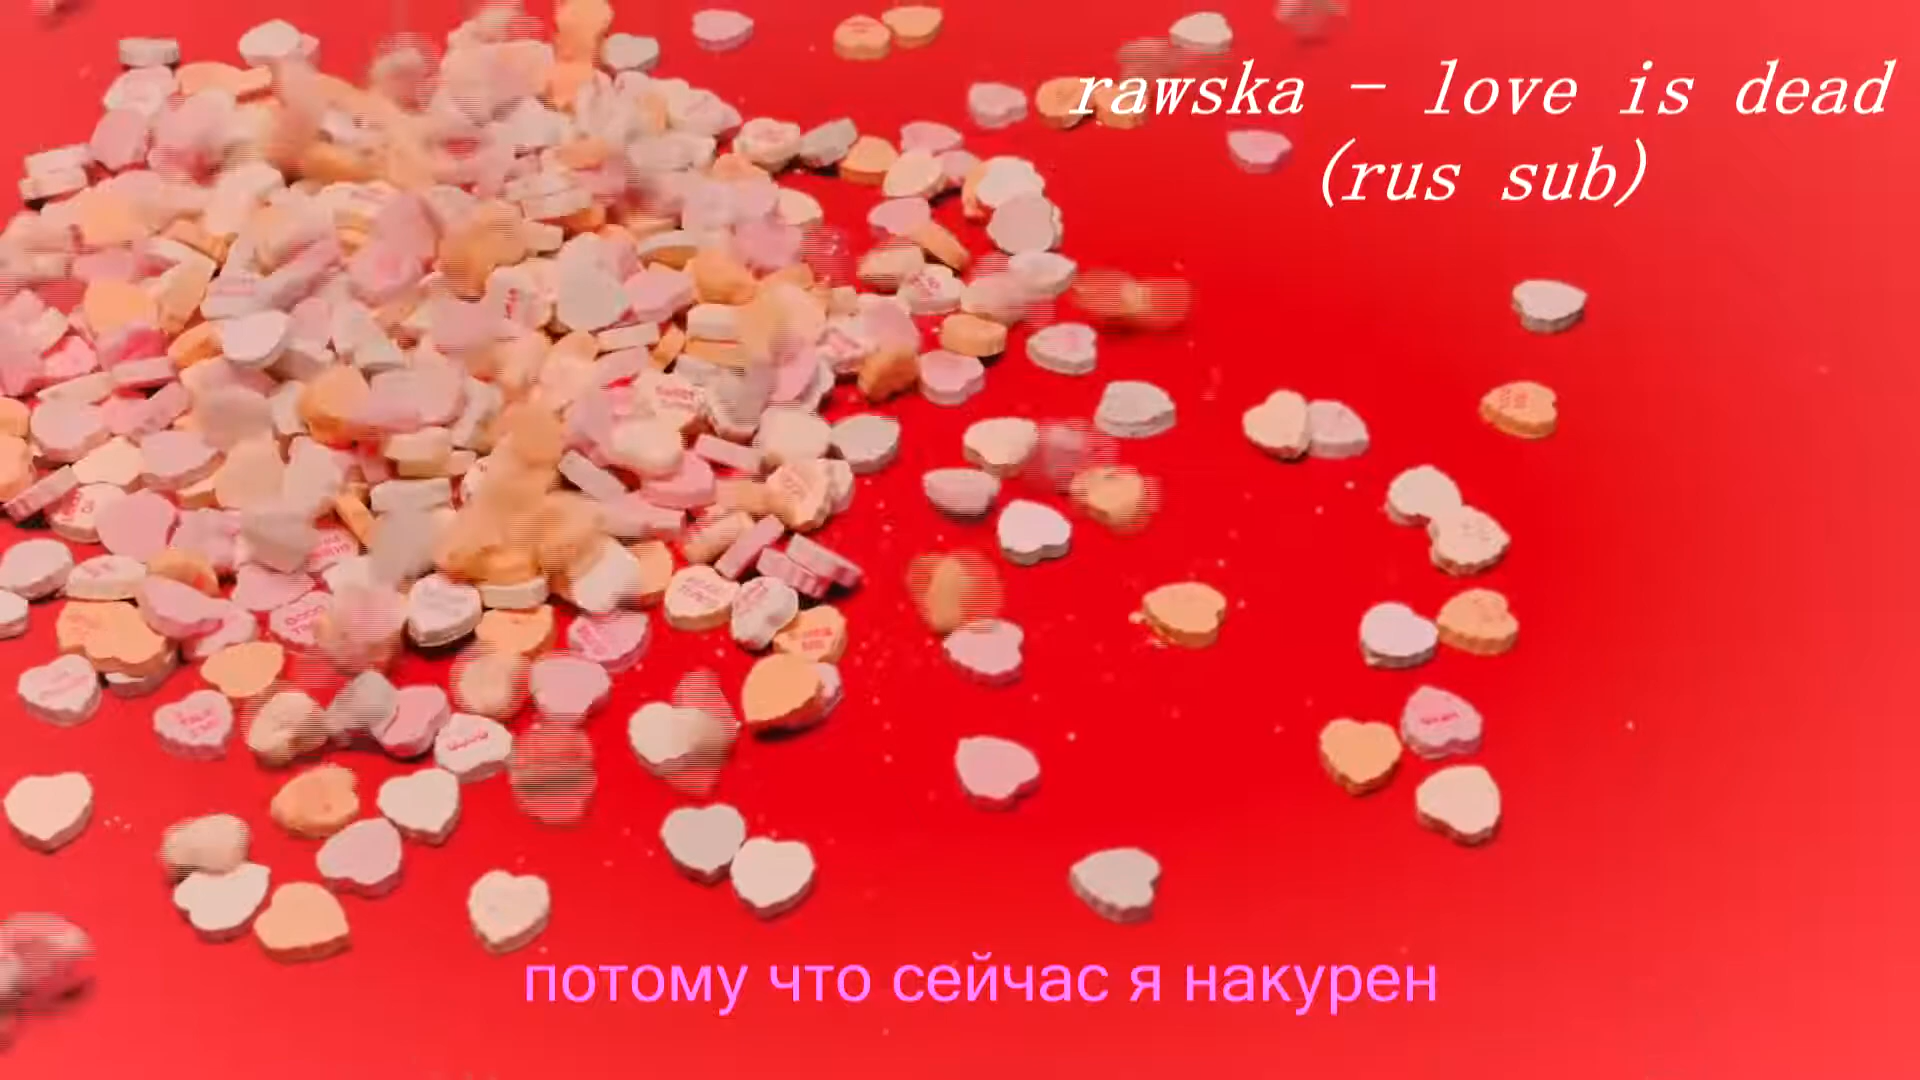 rawska - love is dead
(rus sub)
потому что сейчас я накурен